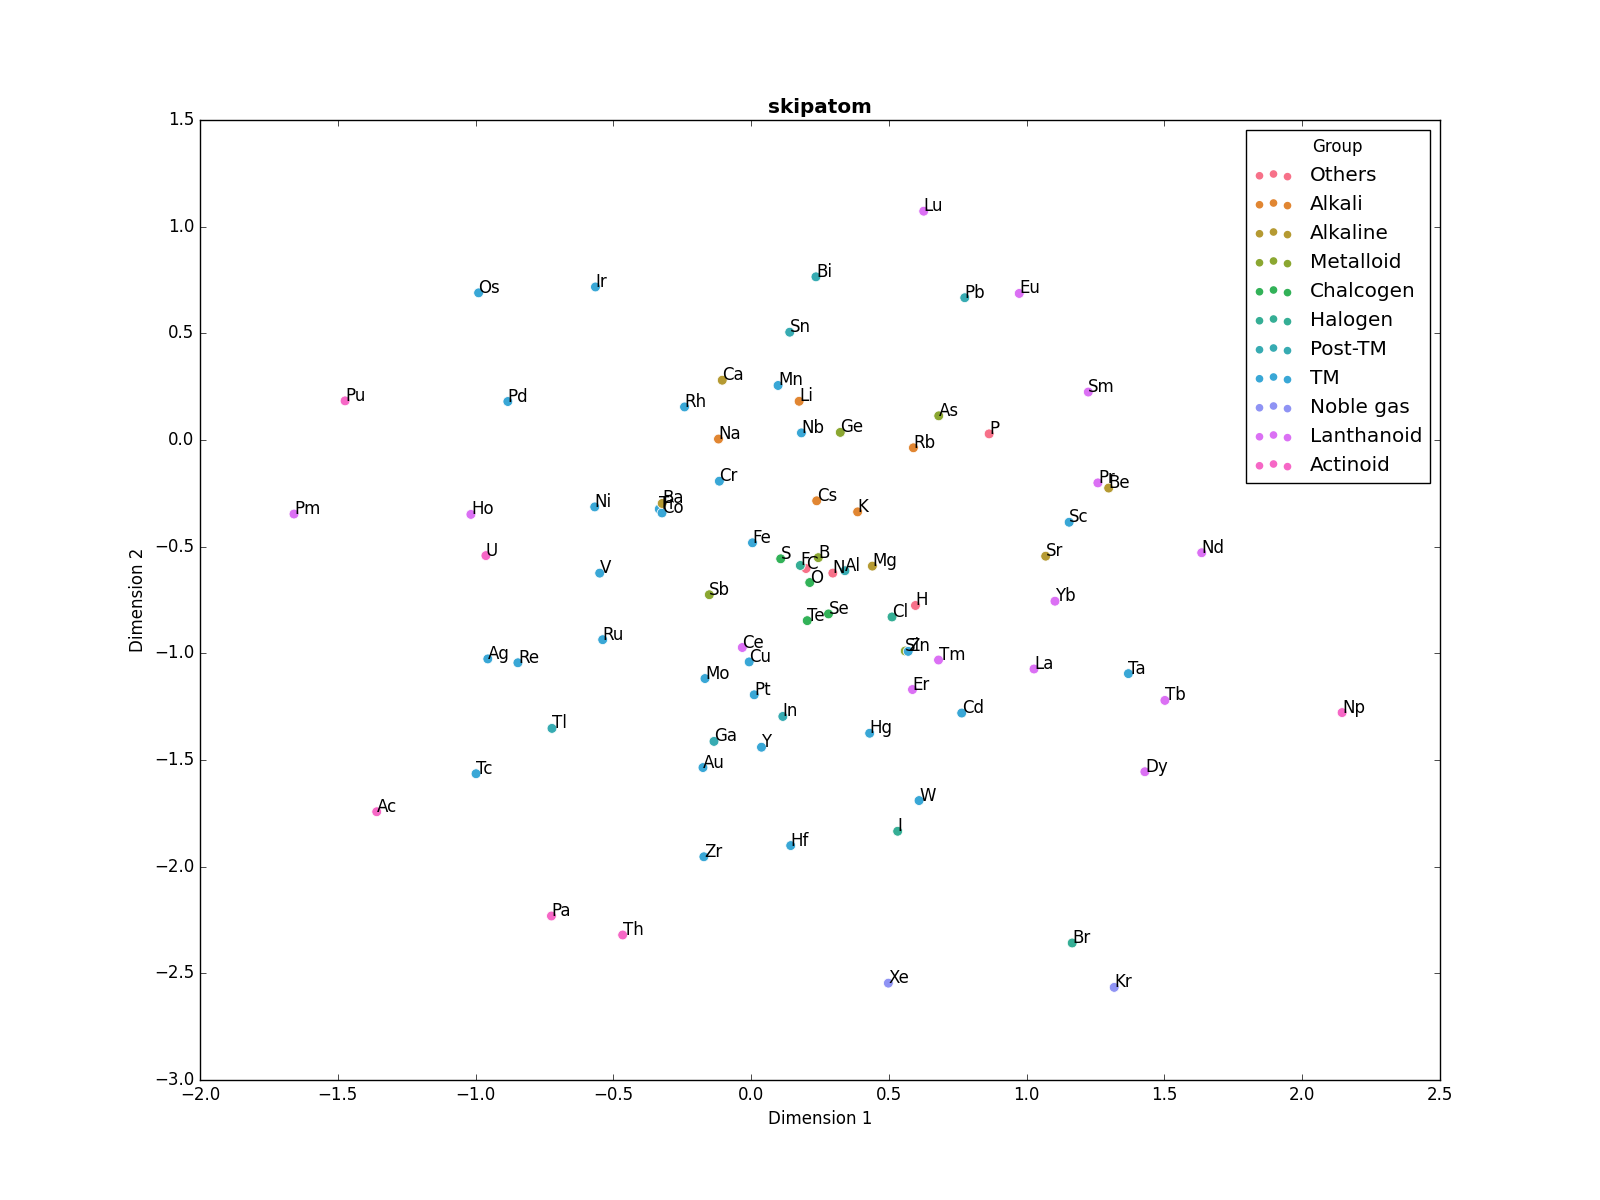 skipatom
1.5
1.0
0.5
0.0
−0.5
−1.0
−1.5
−2.0
−2.5
−3.0
Dimension 2
−2.0 −1.5 −1.0 −0.5 0.0 0.5 1.0 1.5 2.0 2.5
Dimension 1
Group
Others
Alkali
Alkaline
Metalloid
Chalcogen
Halogen
Post-TM
TM
Noble gas
Lanthanoid
Actinoid
Lu
Bi
Os
Ir
Pb
Eu
Sn
Ca
Mn
Sm
Pu
Pd
Rh
Li
As
Na
Nb
Ge
Rb
P
Cr
Pr
Be
Pm
Ho
Ni
Ba
Co
Cs
K
Sc
Fe
U
S
F
C
B
N
Al
Mg
Sr
Nd
V
O
Sb
Te
Se
H
Cl
Yb
Ag
Re
Ru
Ce
Cu
Si
Zn
Tm
La
Ta
Mo
Pt
Er
Tb
Tl
In
Cd
Np
Ga
Y
Hg
Tc
Au
Dy
Ac
W
I
Zr
Hf
Pa
Th
Br
Xe
Kr